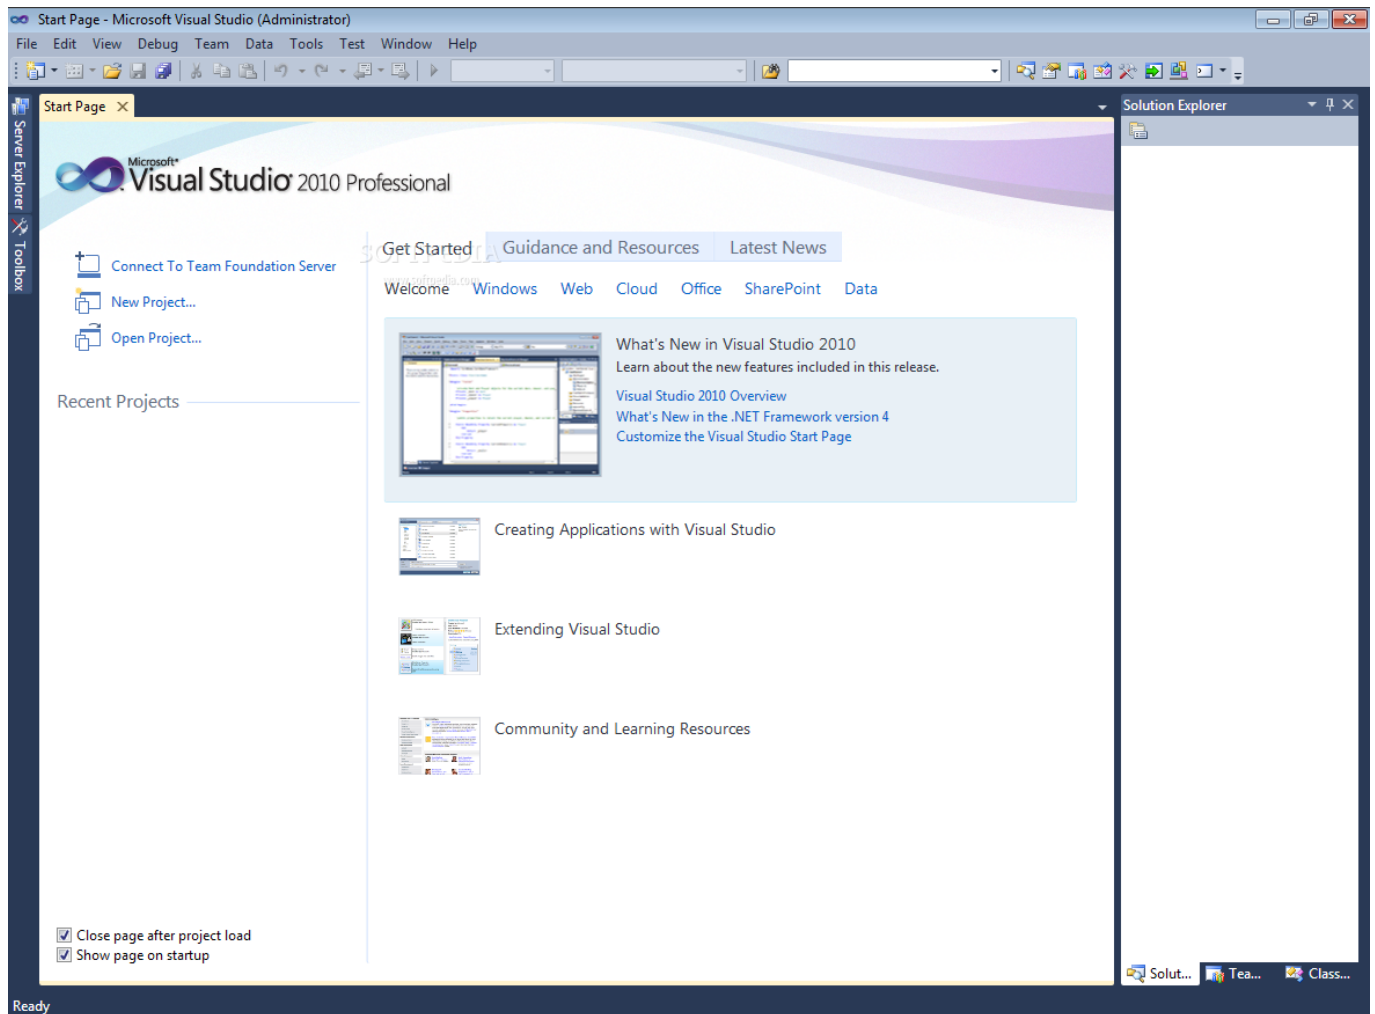 Start Page - Microsoft Visual Studio (Administrator)
File Edit View Debug Team Data Tools Test Window Help
Server Explorer
Toolbox
Start Page
Microsoft®
Visual Studio® 2010 Professional
Connect To Team Foundation Server
New Project...
Open Project...
Recent Projects
Close page after project load
Show page on startup
SOFTPEDIA
www.softpedia.com
Get Started Guidance and Resources Latest News
Welcome Windows Web Cloud Office SharePoint Data
What's New in Visual Studio 2010
Learn about the new features included in this release.
Visual Studio 2010 Overview
What's New in the .NET Framework version 4
Customize the Visual Studio Start Page
Creating Applications with Visual Studio
Extending Visual Studio
Community and Learning Resources
Solution Explorer
Solut... Tea... Class...
Ready